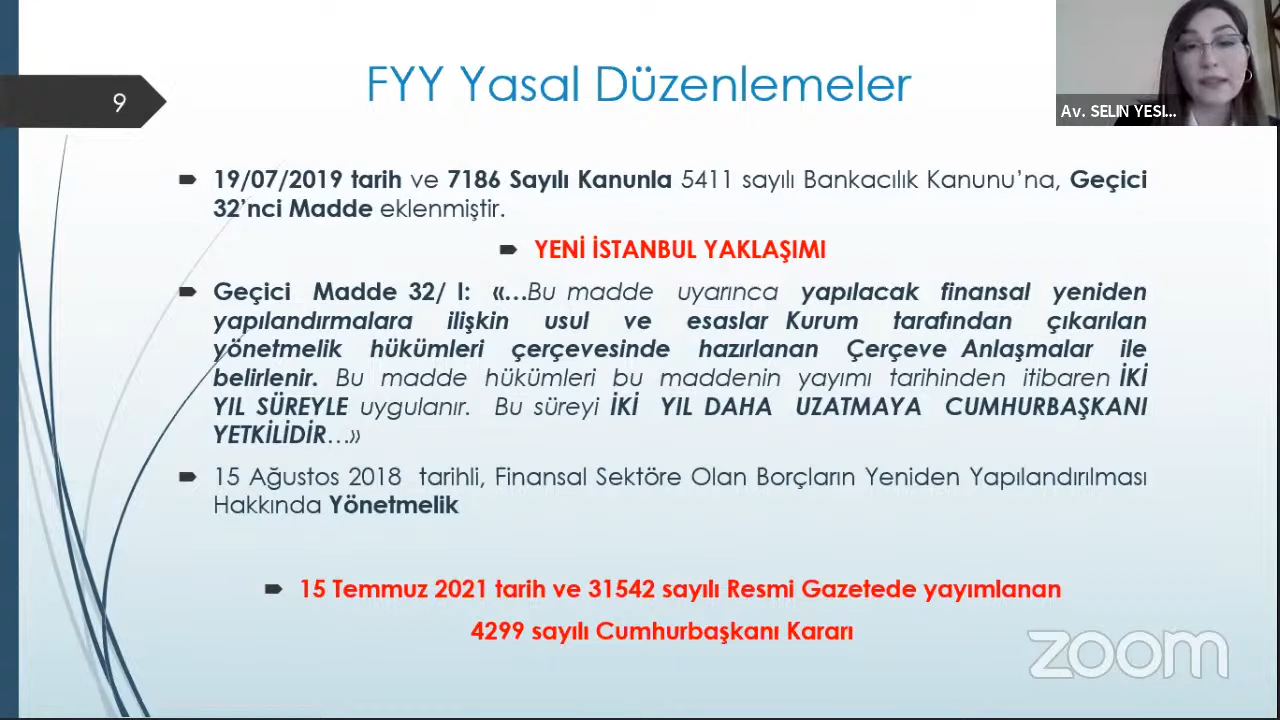 9
FYY Yasal Düzenlemeler
Av. SELIN YESI...
19/07/2019 tarih ve 7186 Sayılı Kanunla 5411 sayılı Bankacılık Kanunu’na, Geçici
32’nci Madde eklenmiştir.
YENİ İSTANBUL YAKLAŞIMI
Geçici Madde 32/ I: «…Bu madde uyarınca yapılacak finansal yeniden
yapılandırmalara ilişkin usul ve esaslar Kurum tarafından çıkarılan
yönetmelik hükümleri çerçevesinde hazırlanan Çerçeve Anlaşmalar ile
belirlenir. Bu madde hükümleri bu maddenin yayımı tarihinden itibaren İKİ
YIL SÜREYLE uygulanır. Bu süreyi İKİ YIL DAHA UZATMAYA CUMHURBAŞKANI
YETKİLİDİR…»
15 Ağustos 2018 tarihli, Finansal Sektöre Olan Borçların Yeniden Yapılandırılması
Hakkında Yönetmelik
15 Temmuz 2021 tarih ve 31542 sayılı Resmi Gazetede yayımlanan
4299 sayılı Cumhurbaşkanı Kararı
zoom